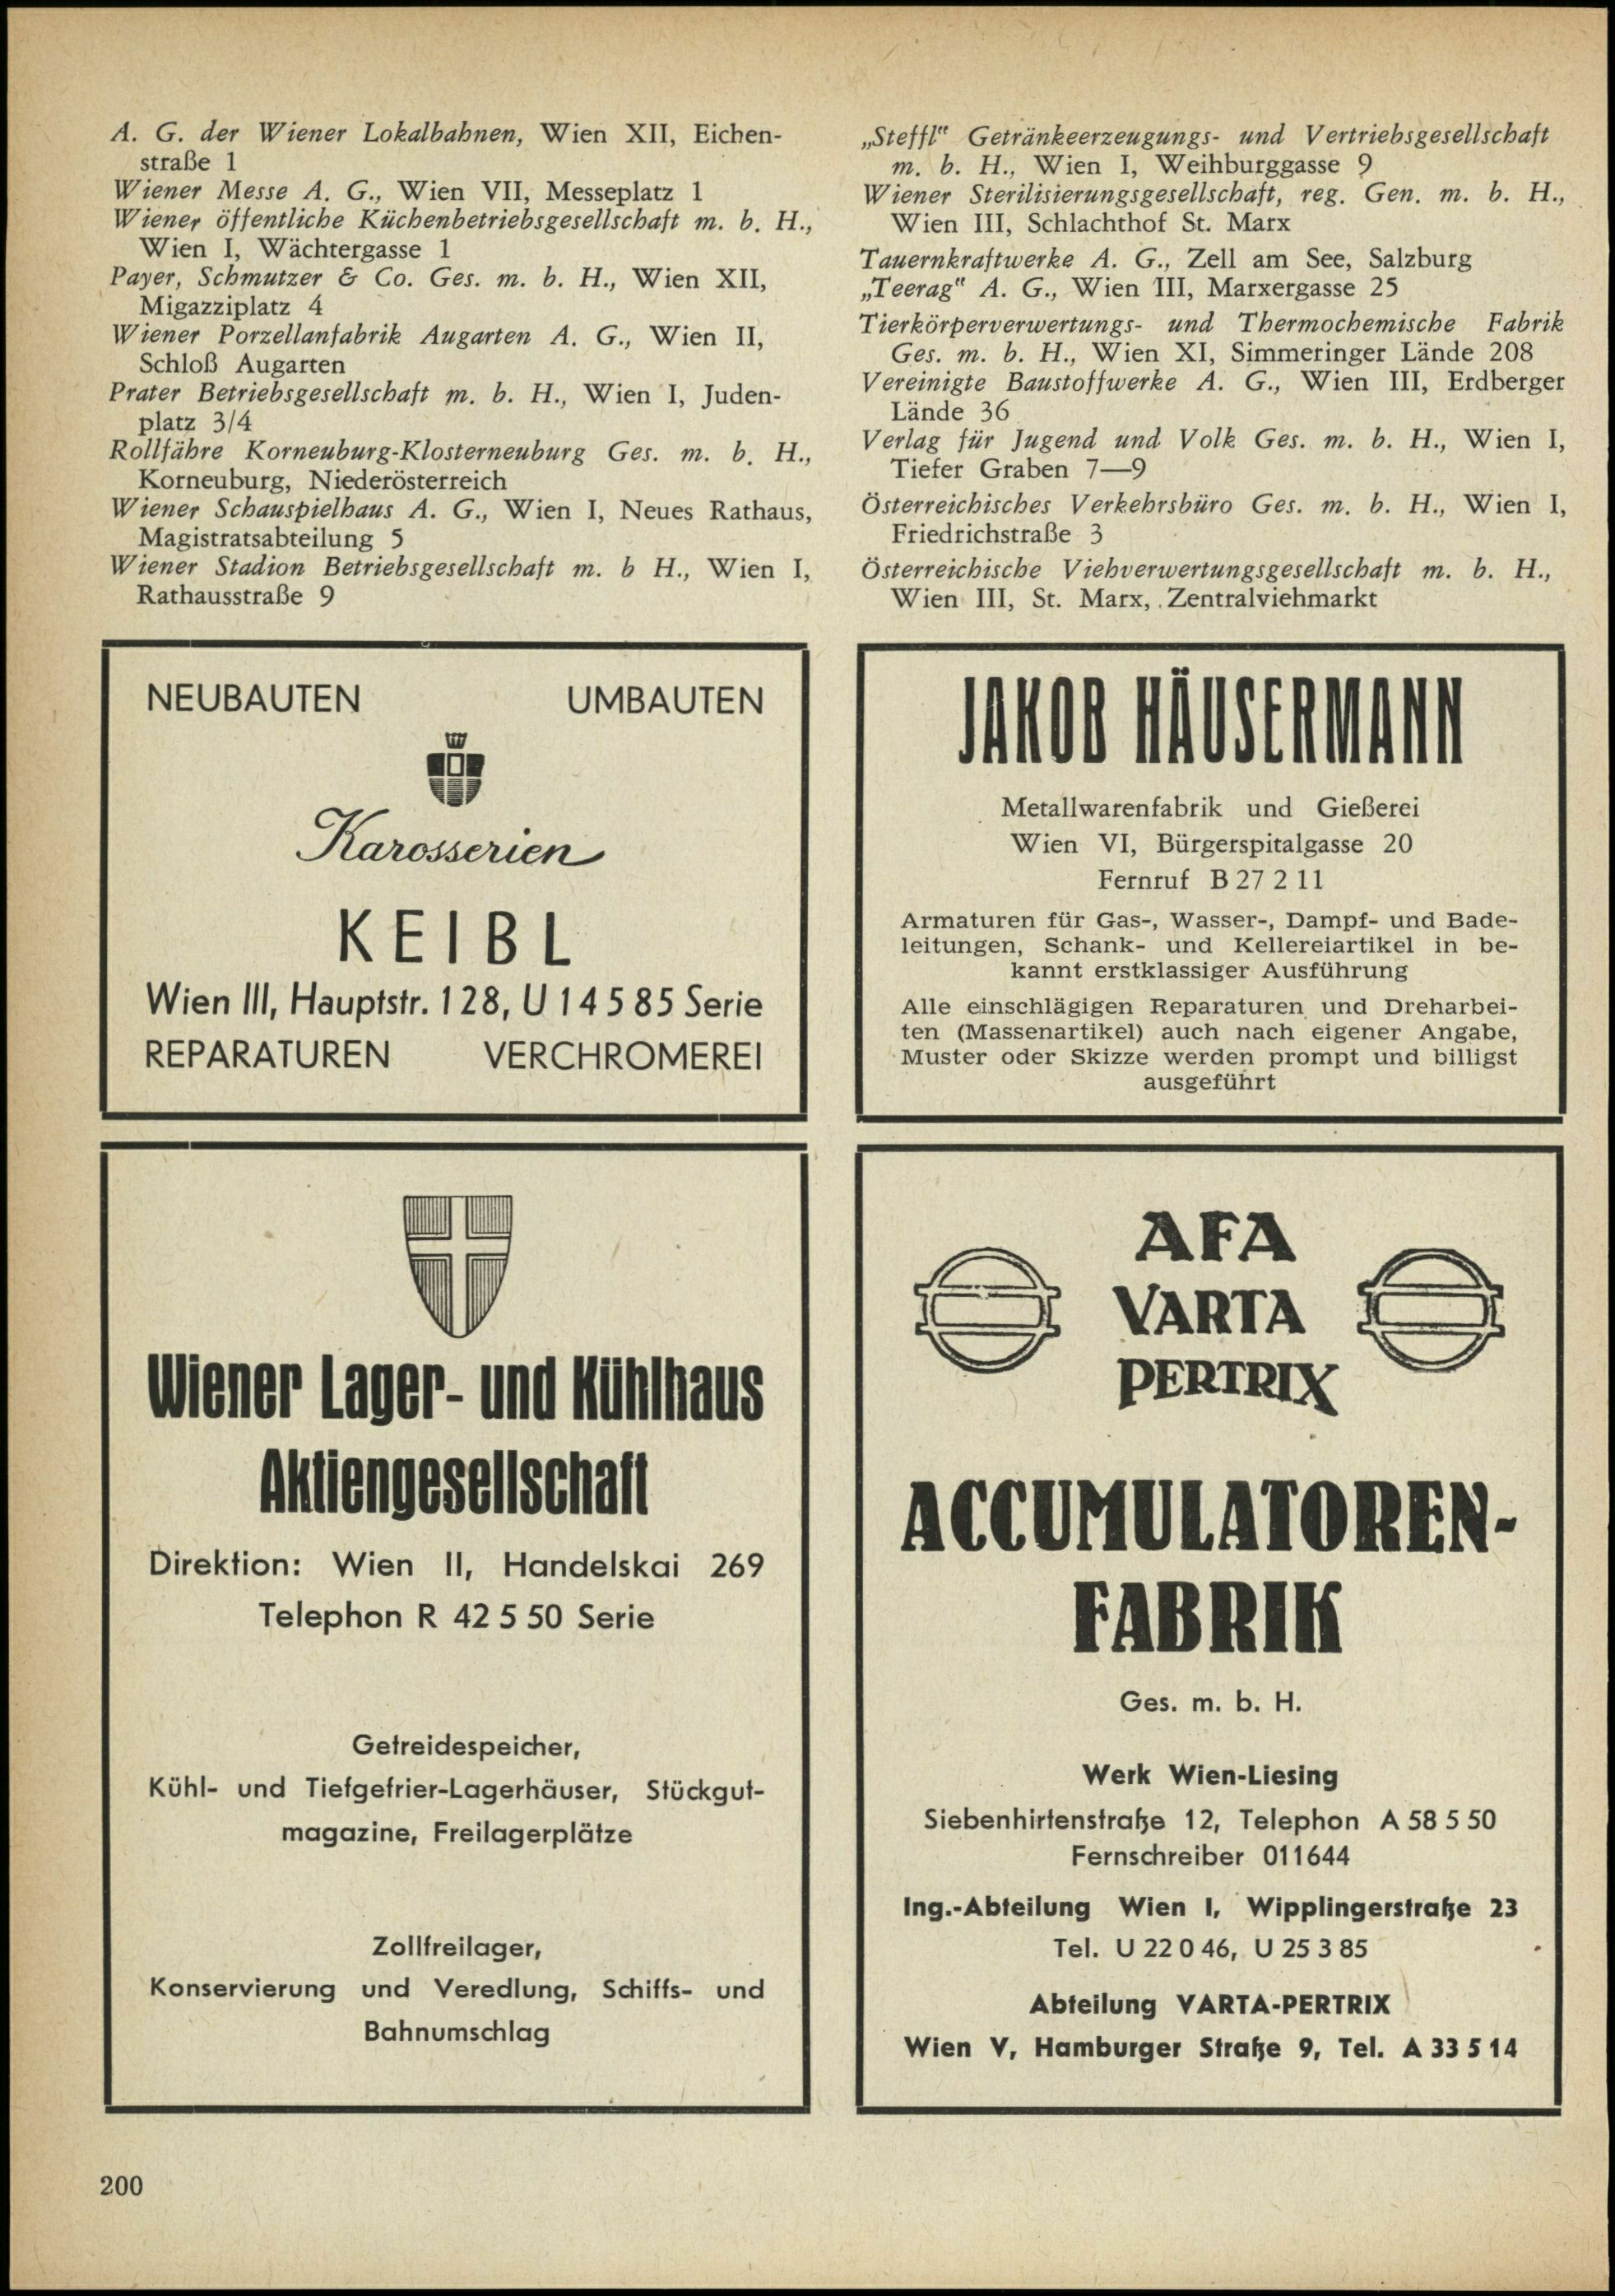 A. G. der Wiener Lokalbahnen, Wien XII, Eichen-
straße 1
Wiener Messe A. G., Wien VII, Messeplatz 1
Wiener öffentliche Küchenbetriebsgesellschaft m. b. H.,
Wien I, Wächtergasse 1
Payer, Schmutzer & Co. Ges. m. b. H., Wien XII,
Migazziplatz 4
Wiener Porzellanfabrik Augarten A. G., Wien II,
Schloß Augarten
Prater Betriebsgesellschaft m. b. H., Wien I, Juden-
platz 3/4
Rollfähre Korneuburg-Klosterneuburg Ges. m. b. H.,
Korneuburg, Niederösterreich
Wiener Schauspielhaus A. G., Wien I, Neues Rathaus,
Magistratsabteilung 5
Wiener Stadion Betriebsgesellschaft m. b H., Wien I,
Rathausstraße 9
„Steffl" Getränkeerzeugungs- und Vertriebsgesellschaft
m. b. H., Wien I, Weihburggasse 9
Wiener Sterilisierungsgesellschaft, reg. Gen. m. b. H.,
Wien III, Schlachthof St. Marx
Tauernkraftwerke A. G., Zell am See, Salzburg
„Teerag" A. G., Wien III, Marxergasse 25
Tierkörperverwertungs- und Thermochemische Fabrik
Ges. m. b. H., Wien XI, Simmeringer Lände 208
Vereinigte Baustoffwerke A. G., Wien III, Erdberger
Lände 36
Verlag für Jugend und Volk Ges. m. b. H., Wien I,
Tiefer Graben 7—9
Österreichisches Verkehrsbüro Ges. m. b. H., Wien I,
Friedrichstraße 3
Österreichische Viehverwertungsgesellschaft m. b. H.,
Wien III, St. Marx, Zentralviehmarkt
NEUBAUTEN UMBAUTEN
Karosserien
KEIBL
Wien III, Hauptstr. 128, U 14 5 85 Serie
REPARATUREN VERCHROMEREI
JAKOB HÄUSERMANN
Metallwarenfabrik und Gießerei
Wien VI, Bürgerspitalgasse 20
Fernruf B 27 2 11
Armaturen für Gas-, Wasser-, Dampf- und Bade-
leitungen, Schank- und Kellereiartikel in be-
kannt erstklassiger Ausführung
Alle einschlägigen Reparaturen und Dreharbei-
ten (Massenartikel) auch nach eigener Angabe,
Muster oder Skizze werden prompt und billigst
ausgeführt
Wiener Lager- und Kühlhaus
Aktiengesellschaft
Direktion: Wien II, Handelskai 269
Telephon R 42 5 50 Serie
Getreidespeicher,
Kühl- und Tiefgefrier-Lagerhäuser, Stückgut-
magazine, Freilagerplätze
Zollfreilager,
Konservierung und Veredlung, Schiffs- und
Bahnumschlag
AFA
VARTA
PERTRIX
ACCUMULATOREN-
FABRIK
Ges. m. b. H.
Werk Wien-Liesing
Siebenhirtenstraße 12, Telephon A 58 5 50
Fernschreiber 011644
Ing.-Abteilung Wien I, Wipplingerstraße 23
Tel. U 22 0 46, U 25 3 85
Abteilung VARTA-PERTRIX
Wien V, Hamburger Straße 9, Tel. A 33 5 14
200